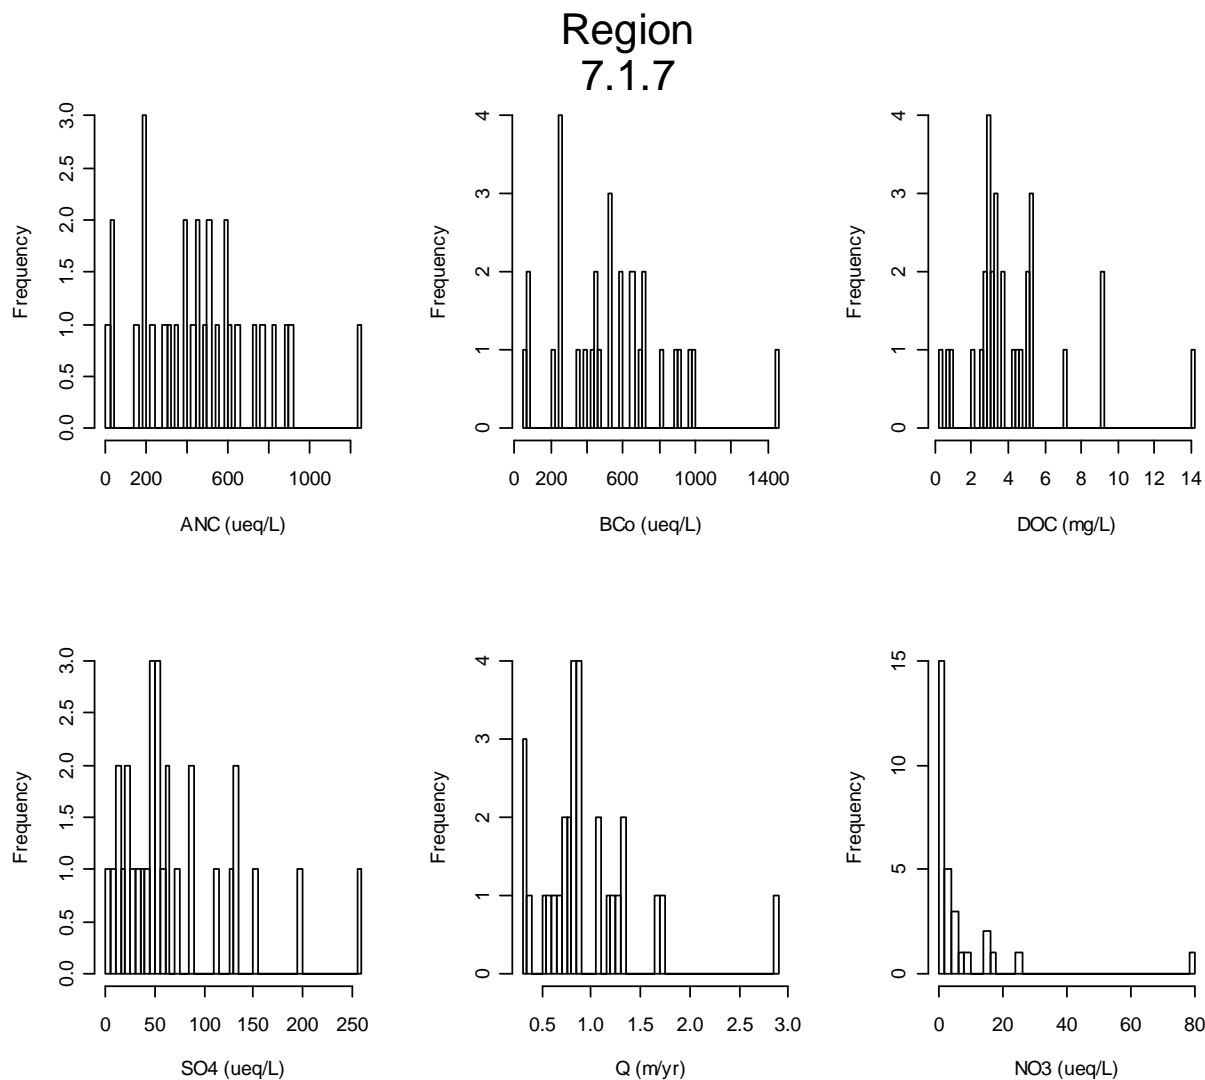 Region
7.1.7
Frequency
0.0 0.5 1.0 1.5 2.0 2.5 3.0
0 200 600 1000
ANC (ueq/L)
Frequency
0 1 2 3 4
0 200 600 1000 1400
BCo (ueq/L)
Frequency
0 1 2 3 4
0 2 4 6 8 10 12 14
DOC (mg/L)
Frequency
0.0 0.5 1.0 1.5 2.0 2.5 3.0
0 50 100 150 200 250
SO4 (ueq/L)
Frequency
0 1 2 3 4
0.5 1.0 1.5 2.0 2.5 3.0
Q (m/yr)
Frequency
0 5 10 15
0 20 40 60 80
NO3 (ueq/L)